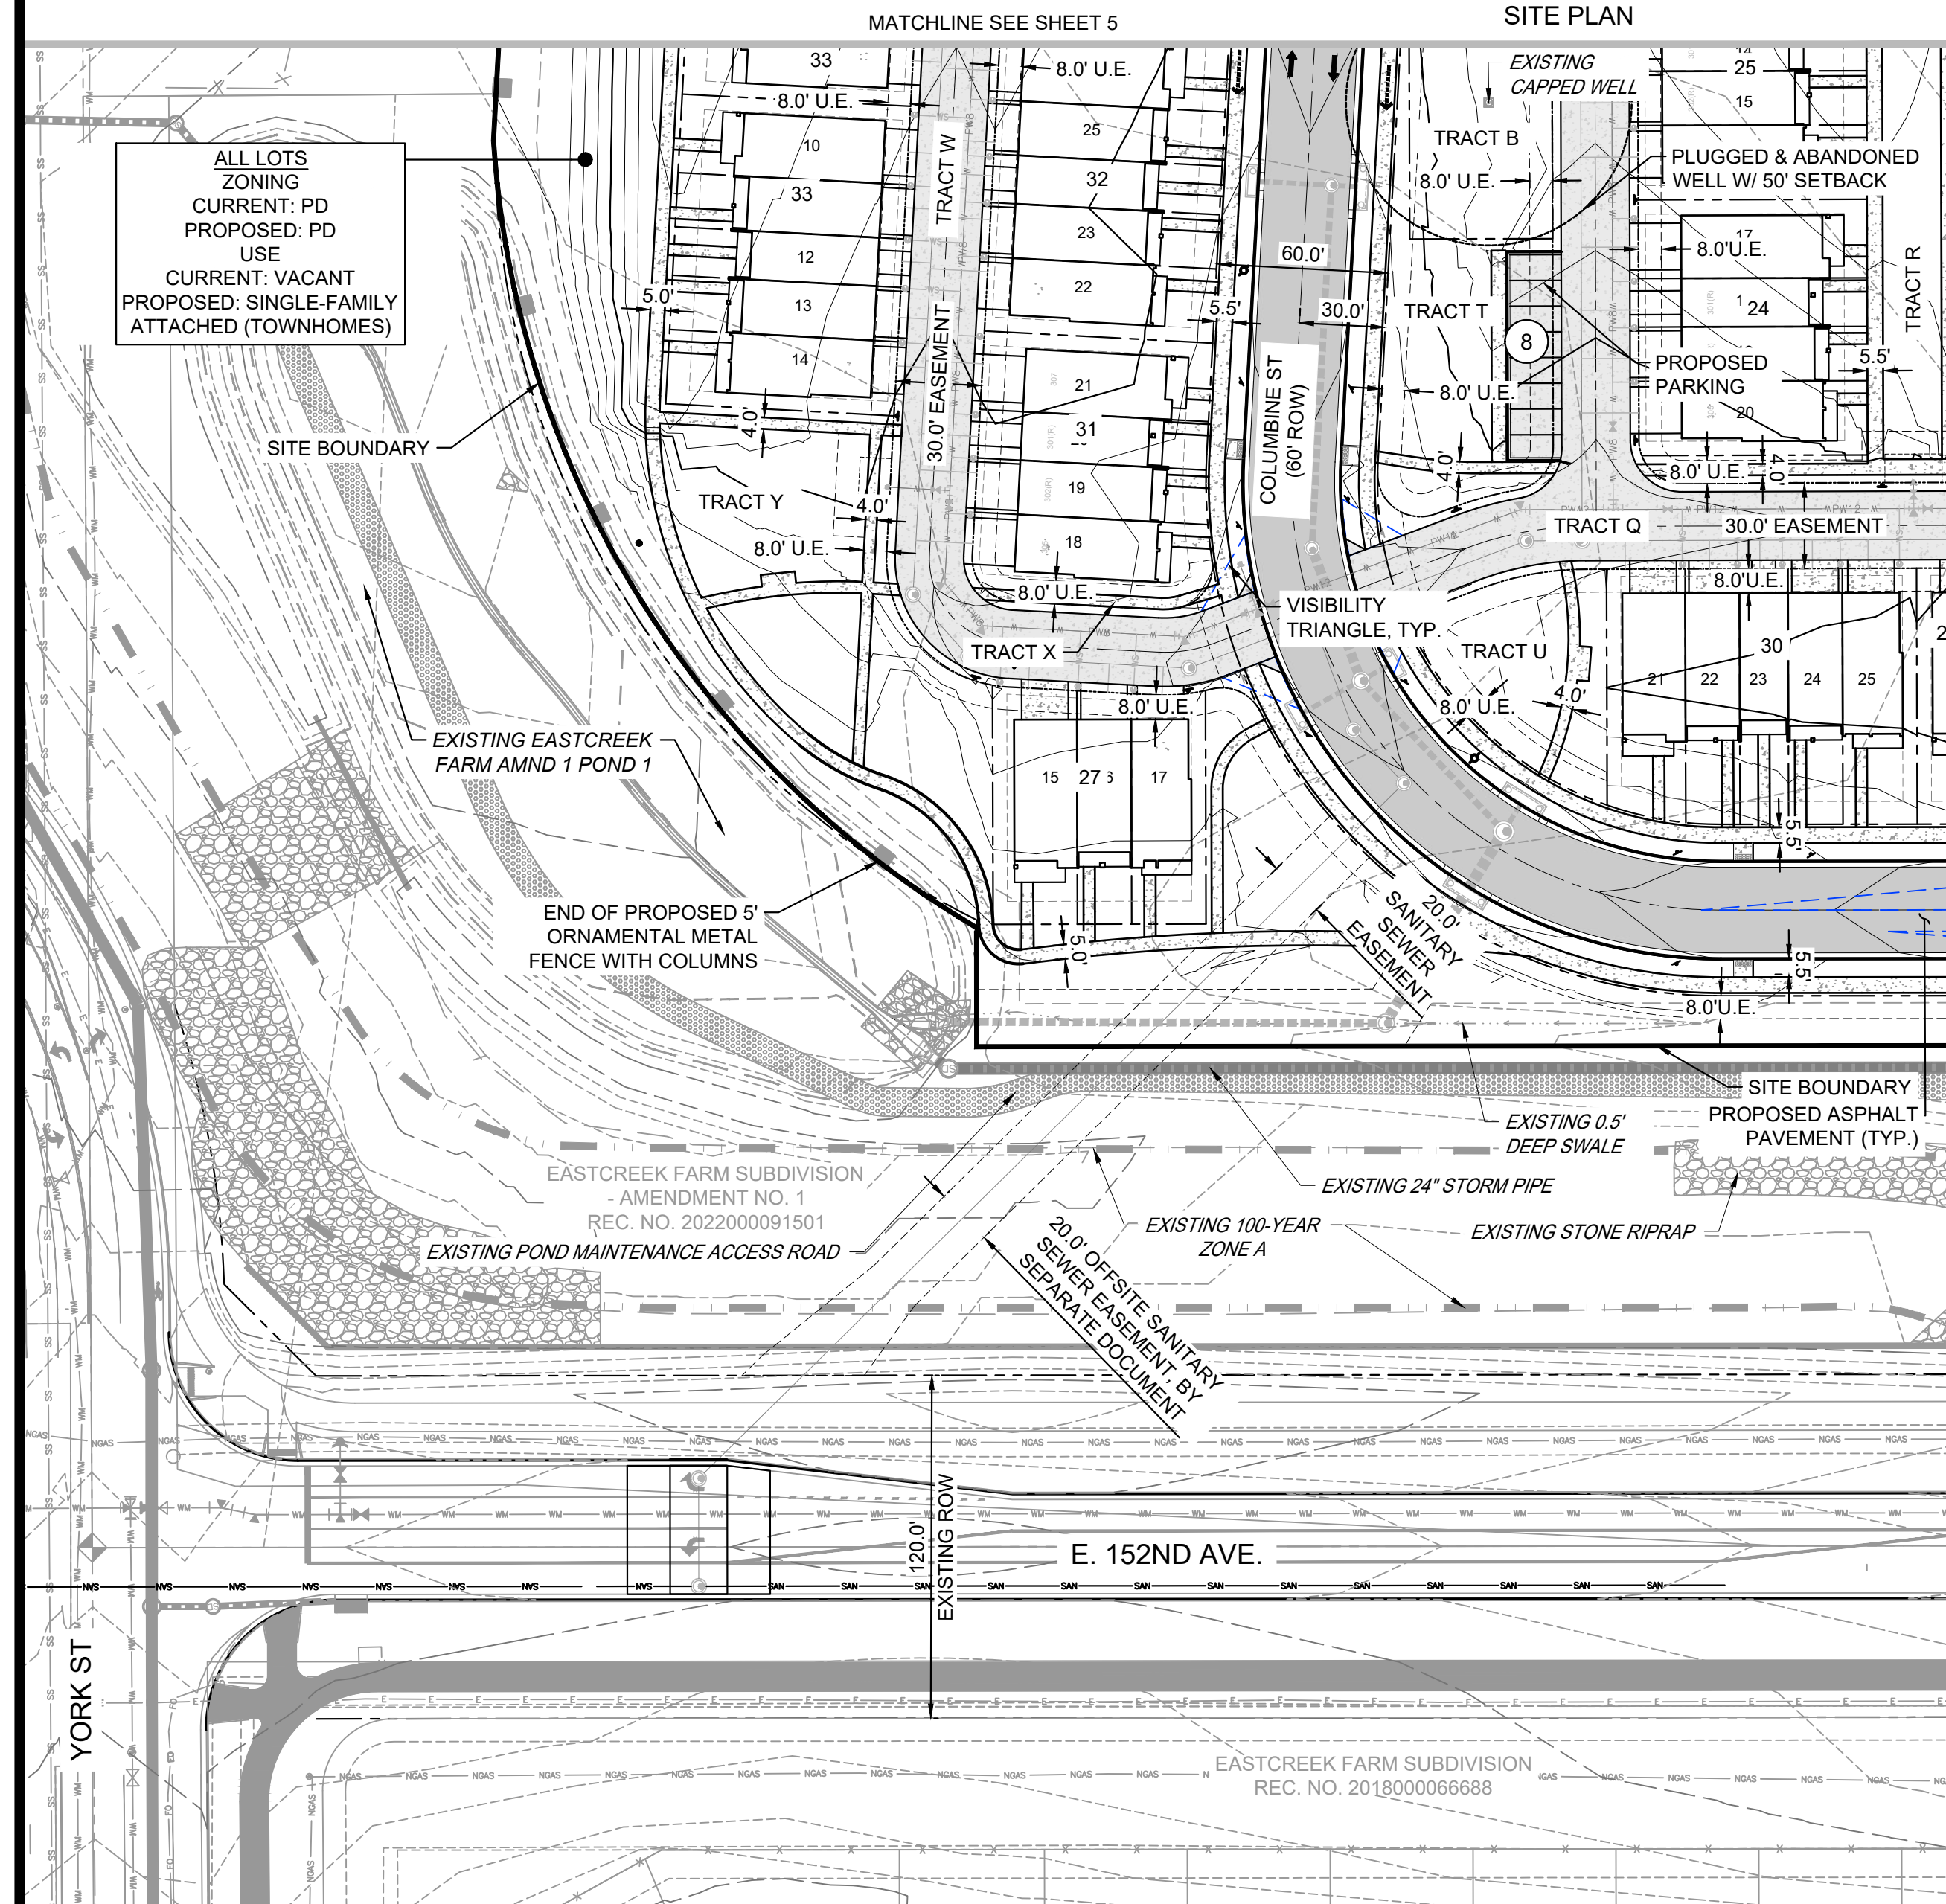 MATCHLINE SEE SHEET 5
SITE PLAN
ALL LOTS
ZONING
CURRENT: PD
PROPOSED: PD
USE
CURRENT: VACANT
PROPOSED: SINGLE-FAMILY
ATTACHED (TOWNHOMES)
33
8.0' U.E.
10
33
12
13
14
5.0'
4.0'
TRACT W
30.0' EASEMENT
8.0' U.E.
25
32
23
22
21
31
19
18
5.5'
60.0'
30.0'
COLUMBINE ST
(60' ROW)
EXISTING
CAPPED WELL
TRACT B
8.0' U.E.
PLUGGED & ABANDONED
WELL W/ 50' SETBACK
25
15
17
8.0'U.E.
24
20
TRACT R
TRACT T
8
PROPOSED
PARKING
5.5'
8.0' U.E.
4.0'
8.0' U.E.
4.0'
TRACT Q
30.0' EASEMENT
8.0'U.E.
SITE BOUNDARY
TRACT Y
4.0'
8.0' U.E.
8.0' U.E.
TRACT X
VISIBILITY
TRIANGLE, TYP.
TRACT U
8.0' U.E.
4.0'
30
21
22
23
24
25
8.0' U.E.
15
27
17
EXISTING EASTCREEK
FARM AMND 1 POND 1
END OF PROPOSED 5'
ORNAMENTAL METAL
FENCE WITH COLUMNS
5.0'
20.0'
SANITARY
SEWER
EASEMENT
5.5'
5.5'
8.0'U.E.
SITE BOUNDARY
PROPOSED ASPHALT
PAVEMENT (TYP.)
EXISTING 0.5'
DEEP SWALE
EXISTING 24" STORM PIPE
EASTCREEK FARM SUBDIVISION
- AMENDMENT NO. 1
REC. NO. 2022000091501
EXISTING POND MAINTENANCE ACCESS ROAD
EXISTING 100-YEAR
ZONE A
EXISTING STONE RIPRAP
20.0' OFFSITE SANITARY
SEWER EASEMENT, BY
SEPARATE DOCUMENT
120.0'
EXISTING ROW
E. 152ND AVE.
YORK ST
EASTCREEK FARM SUBDIVISION
REC. NO. 2018000066688